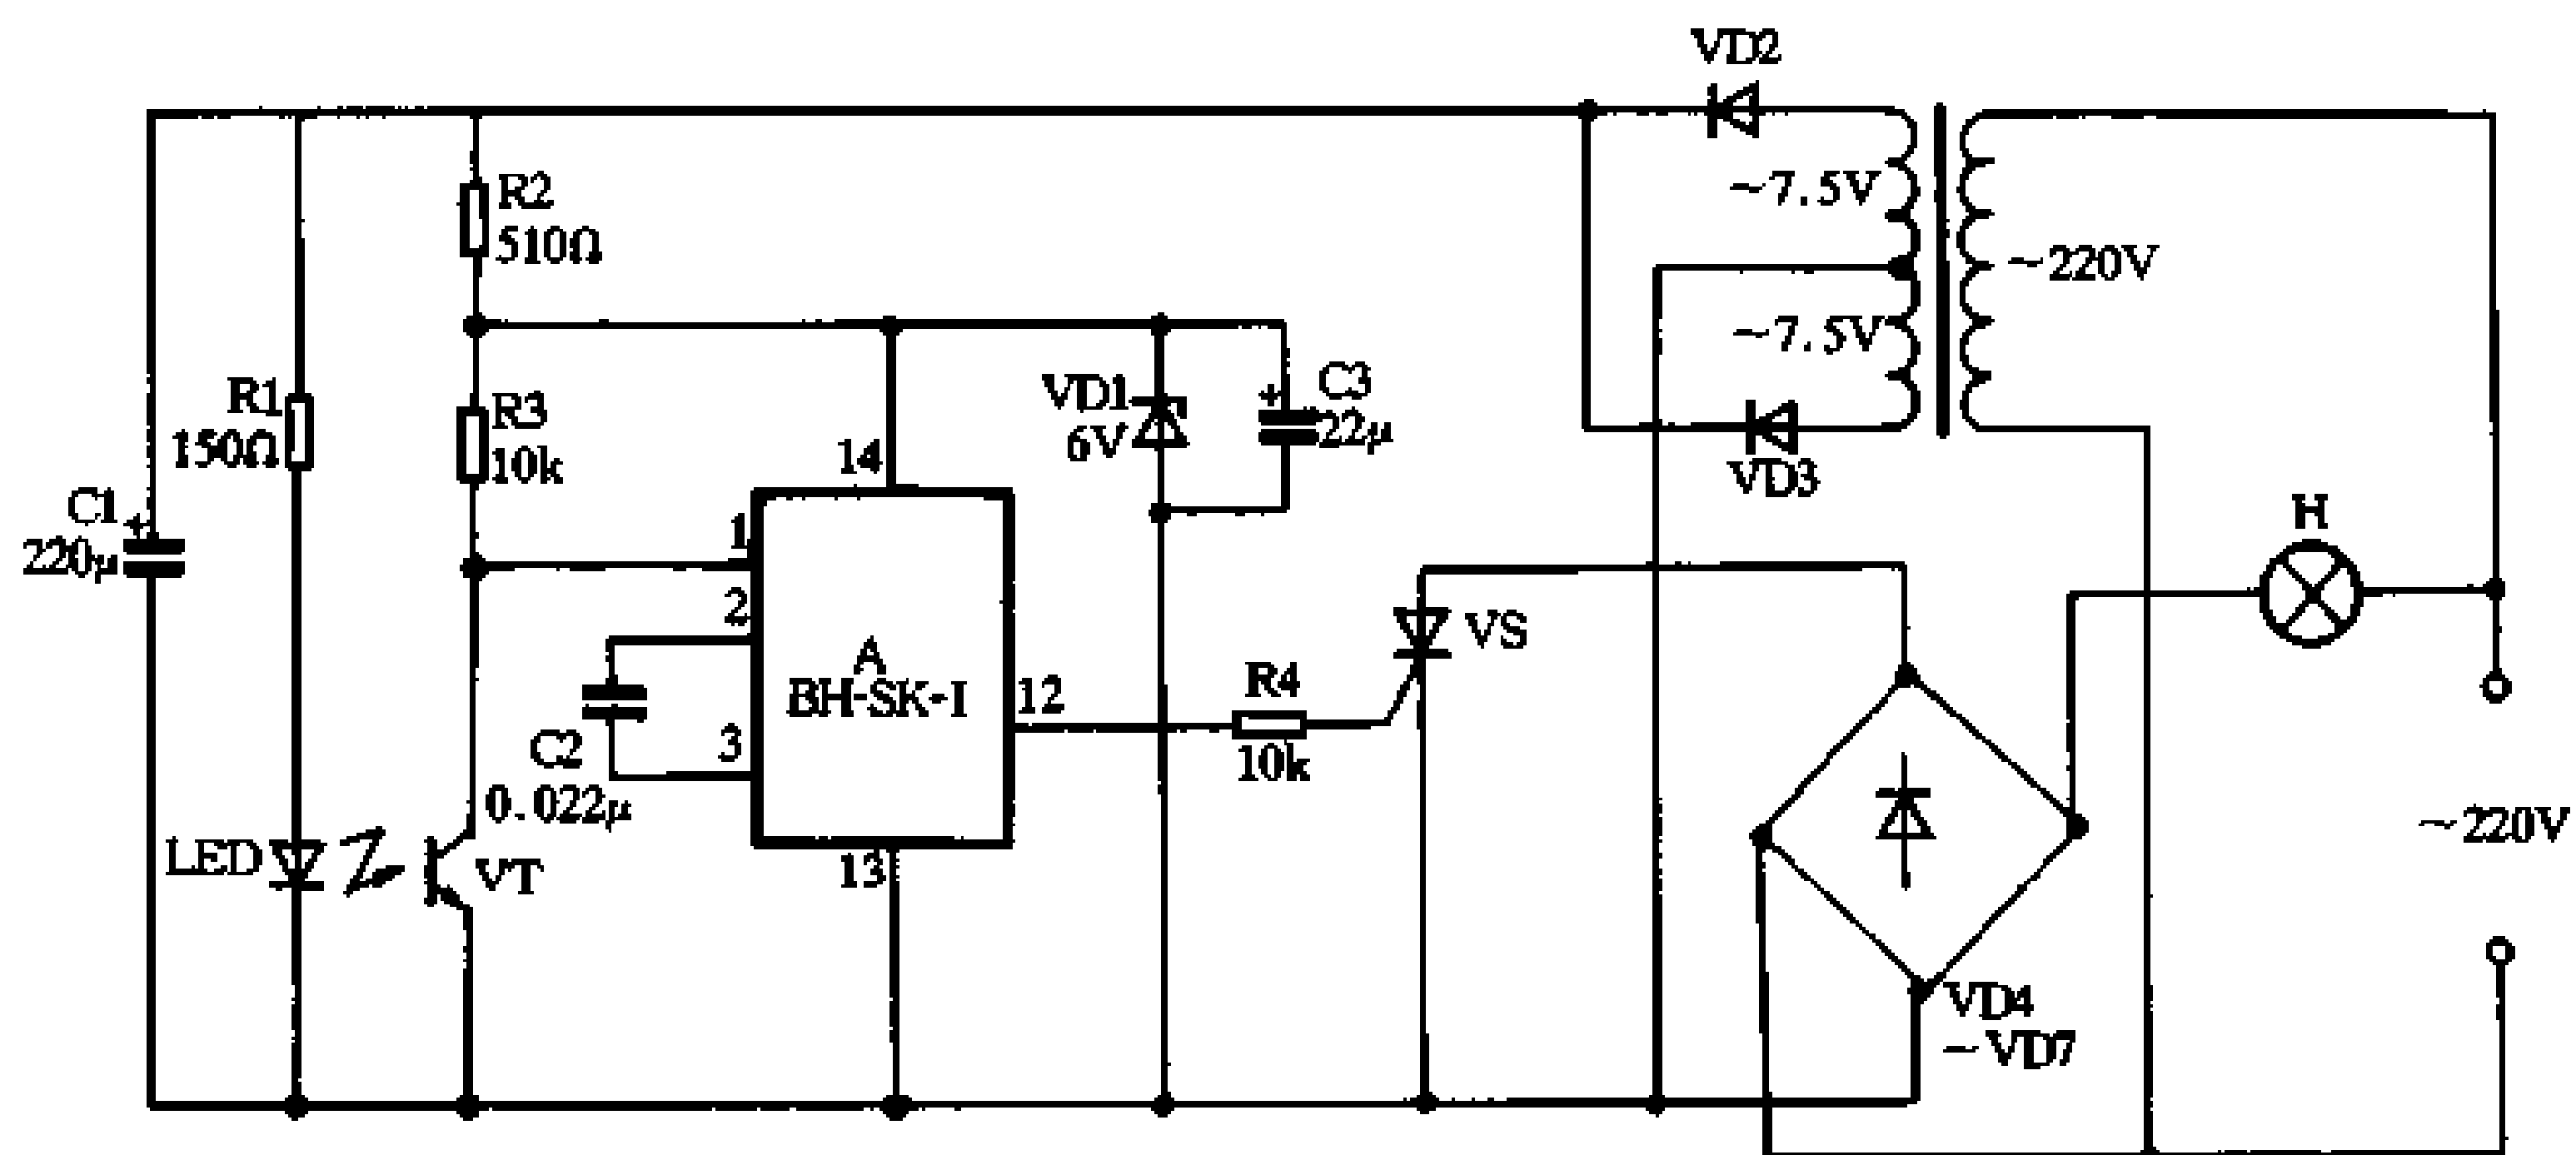 VD2
R2
510Ω
~7.5V
~220V
~7.5V
R1
150Ω
R3
10k
VD1
6V
C3
+
22μ
VD3
14
C1
+
220μ
H
1
2
VS
A
BH-SK-I
12
R4
10k
3
C2
0.022μ
~220V
LED
VT
13
VD4
~VD7